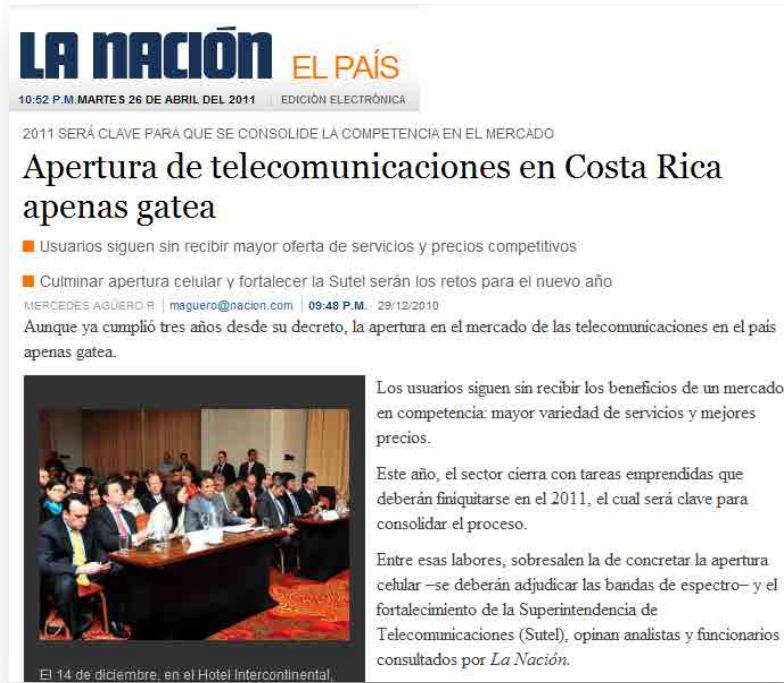 LA NACIÓN EL PAÍS
10:52 P.M.MARTES 26 DE ABRIL DEL 2011 | EDICIÓN ELECTRÓNICA
2011 SERÁ CLAVE PARA QUE SE CONSOLIDE LA COMPETENCIA EN EL MERCADO
Apertura de telecomunicaciones en Costa Rica
apenas gatea
Usuarios siguen sin recibir mayor oferta de servicios y precios competitivos
Culminar apertura celular y fortalecer la Sutel serán los retos para el nuevo año
MERCEDES AGÜERO R | maguero@nacion.com | 09:48 P.M. 29/12/2010
Aunque ya cumplió tres años desde su decreto, la apertura en el mercado de las telecomunicaciones en el país
apenas gatea.
Los usuarios siguen sin recibir los beneficios de un mercado
en competencia: mayor variedad de servicios y mejores
precios.
Este año, el sector cierra con tareas emprendidas que
deberán finiquitarse en el 2011, el cual será clave para
consolidar el proceso.
Entre esas labores, sobresalen la de concretar la apertura
celular –se deberán adjudicar las bandas de espectro– y el
fortalecimiento de la Superintendencia de
Telecomunicaciones (Sutel), opinan analistas y funcionarios
consultados por La Nación.
El 14 de diciembre, en el Hotel Intercontinental,